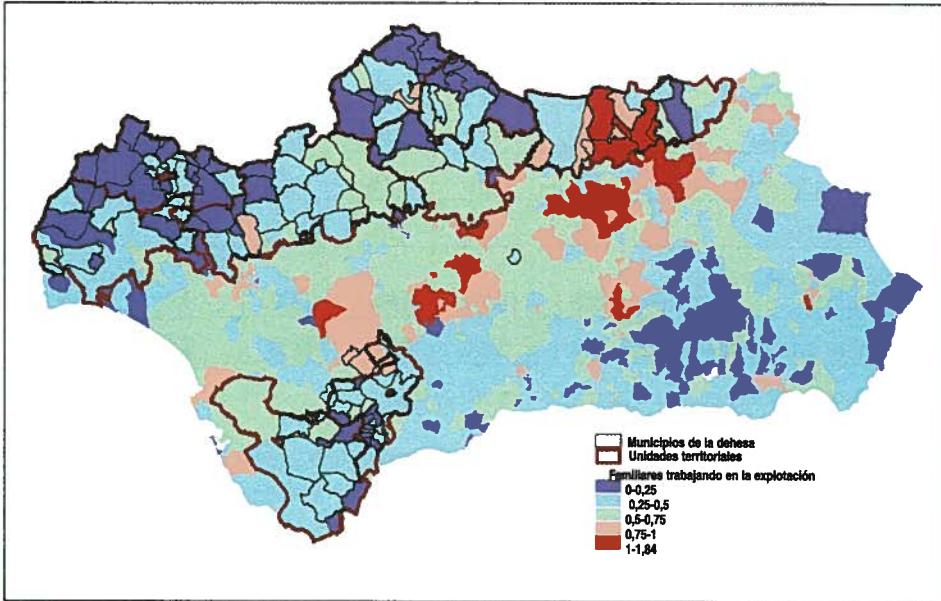 Municipios de la dehesa
Unidades territoriales
Familiares trabajando en la explotación
0-0,25
0,25-0,5
0,5-0,75
0,75-1
1-1,84